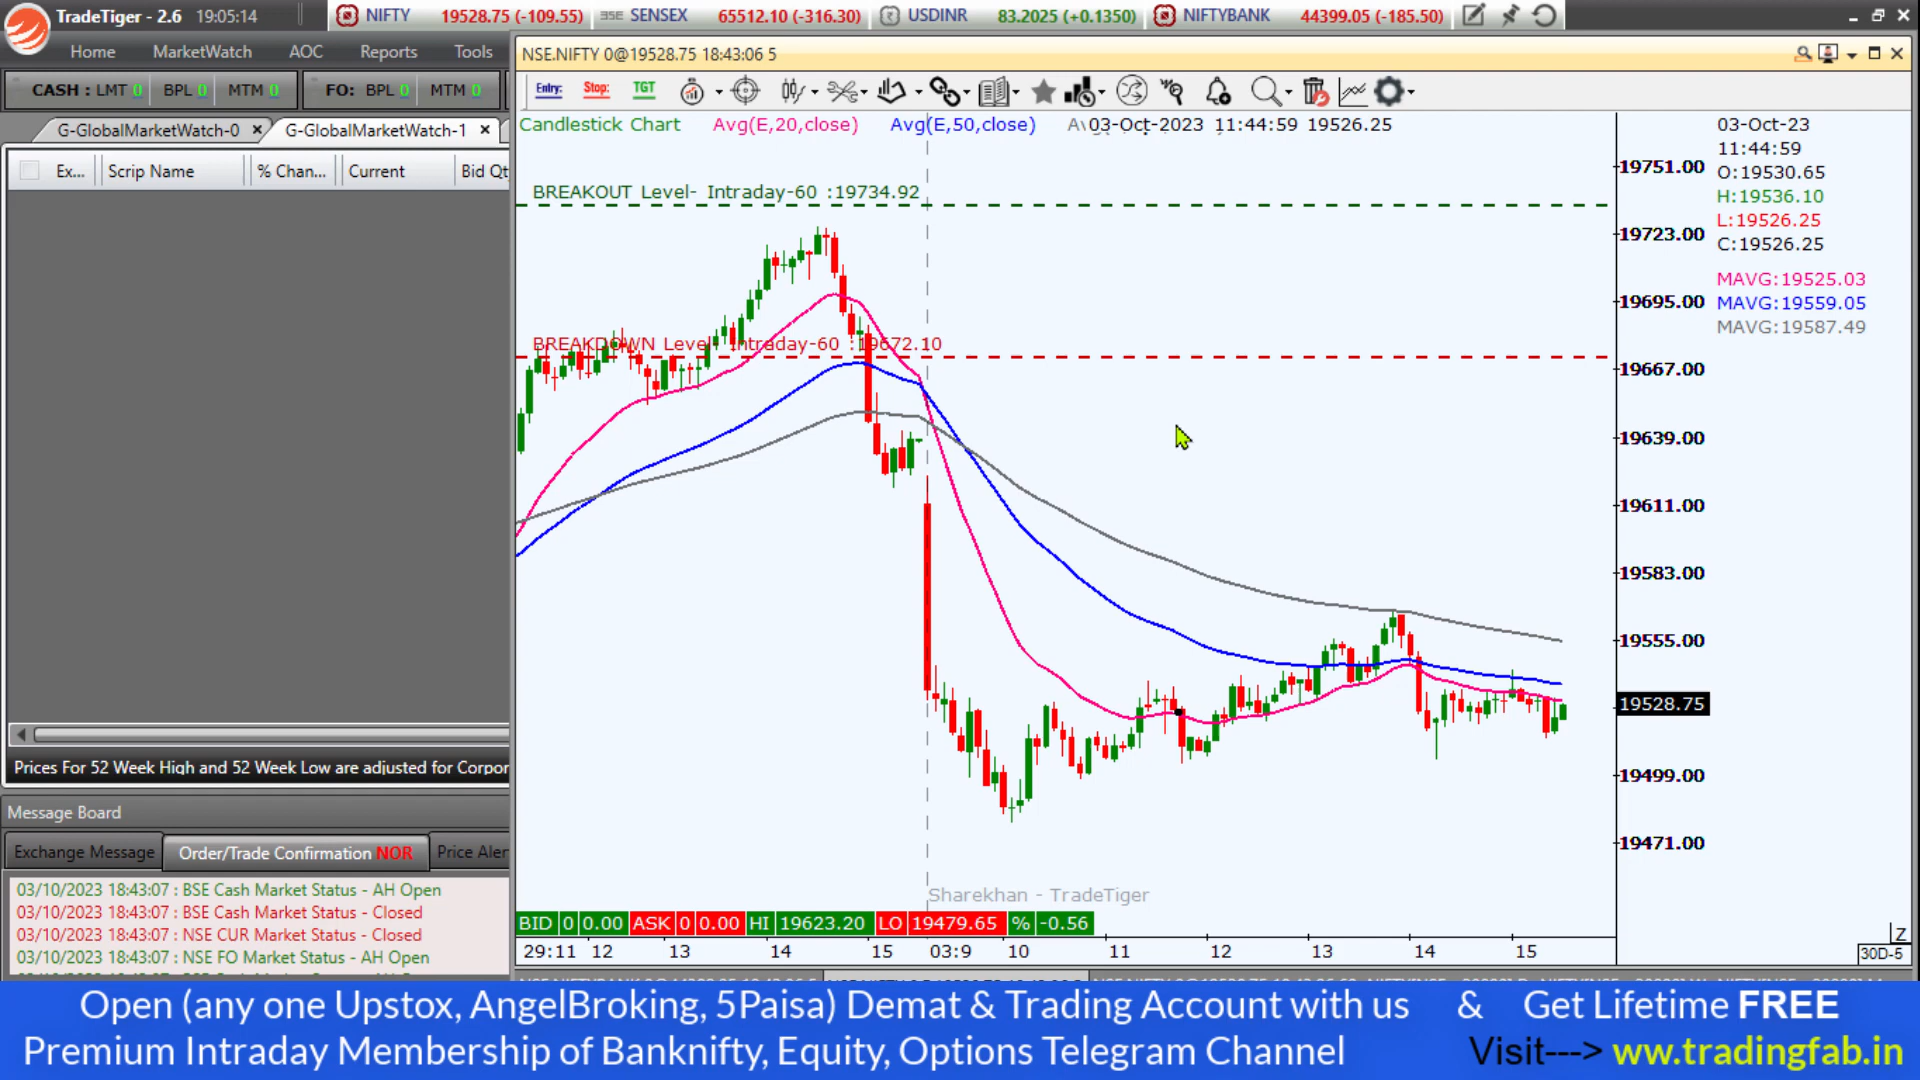 TradeTiger - 2.6 19:05:14
NIFTY 19528.75 (-109.55) SENSEX 65512.10 (-316.30) USDINR 83.2025 (+0.1350) NIFTYBANK 44399.05 (-185.50)
Home MarketWatch AOC Reports Tools
NSE.NIFTY 0@19528.75 18:43:06 5
CASH : LMT 0 BPL 0 MTM 0 FO: BPL 0 MTM 0
Entry: Stop: TGT
G-GlobalMarketWatch-0 G-GlobalMarketWatch-1
Candlestick Chart Avg(E,20,close) Avg(E,50,close) 03-Oct-2023 11:44:59 19526.25
Ex... Scrip Name % Chan... Current Bid Qt
03-Oct-23
11:44:59
O:19530.65
H:19536.10
L:19526.25
C:19526.25
MAVG:19525.03
MAVG:19559.05
MAVG:19587.49
BREAKOUT Level- Intraday-60 :19734.92
BREAKDOWN Level- Intraday-60 :19672.10
19751.00
19723.00
19695.00
19667.00
19639.00
19611.00
19583.00
19555.00
19528.75
19499.00
19471.00
Sharekhan - TradeTiger
BID 0 0.00 ASK 0 0.00 HI 19623.20 LO 19479.65 % -0.56
29:11 12 13 14 15 03:9 10 11 12 13 14 15
Z
30D-5
Prices For 52 Week High and 52 Week Low are adjusted for Corpor
Message Board
Exchange Message Order/Trade Confirmation NOR Price Aler
03/10/2023 18:43:07 : BSE Cash Market Status - AH Open
03/10/2023 18:43:07 : BSE Cash Market Status - Closed
03/10/2023 18:43:07 : NSE CUR Market Status - Closed
03/10/2023 18:43:07 : NSE FO Market Status - AH Open
Open (any one Upstox, AngelBroking, 5Paisa) Demat & Trading Account with us & Get Lifetime FREE
Premium Intraday Membership of Banknifty, Equity, Options Telegram Channel Visit---> ww.tradingfab.in